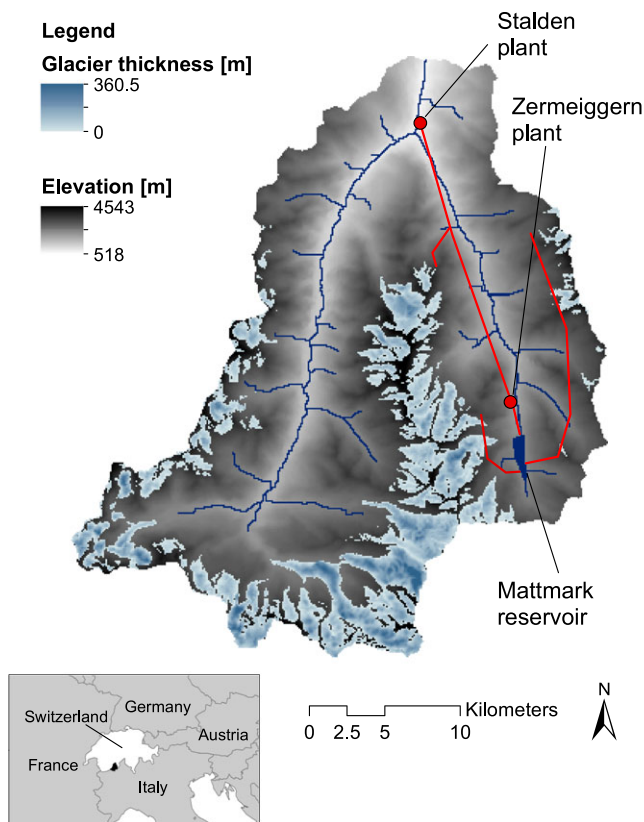 Legend
Glacier thickness [m]
360.5
0
Elevation [m]
4543
518
Stalden
plant
Zermeiggern
plant
Mattmark
reservoir
Germany
Switzerland
Austria
France
Italy
Kilometers
0 2.5 5 10
N